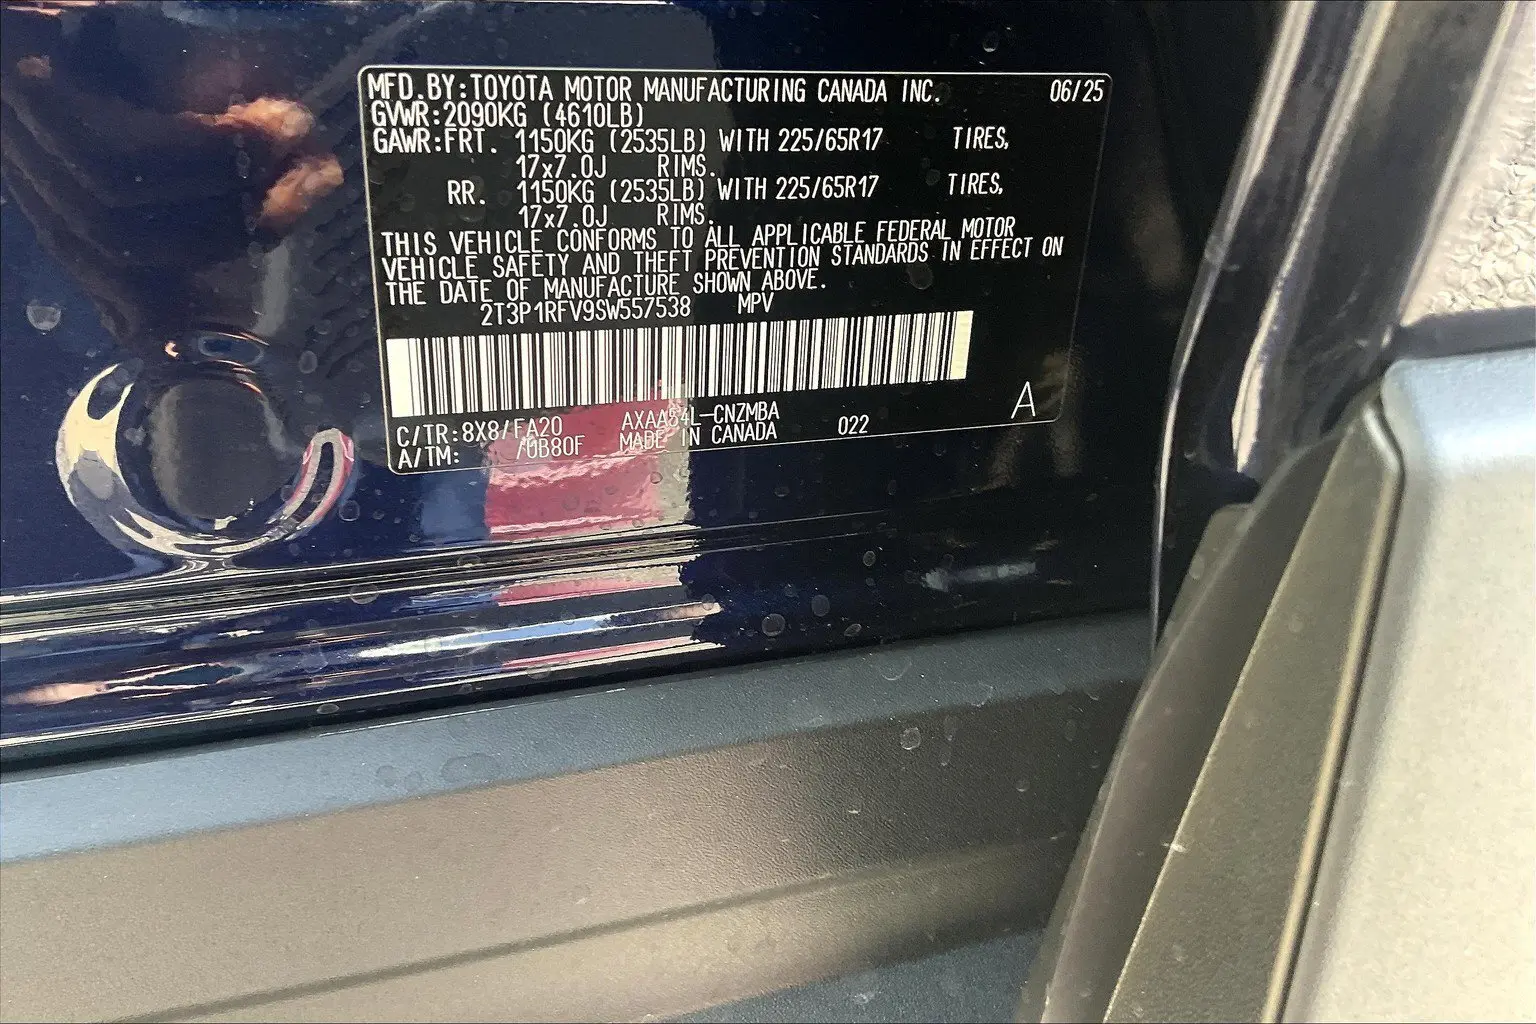 MFD.BY:TOYOTA MOTOR MANUFACTURING CANADA INC. 06/25
GVWR:2090KG (4610LB)
GAWR:FRT. 1150KG (2535LB) WITH 225/65R17 TIRES,
17x7.0J RIMS.
RR. 1150KG (2535LB) WITH 225/65R17 TIRES,
17x7.0J RIMS.
THIS VEHICLE CONFORMS TO ALL APPLICABLE FEDERAL MOTOR
VEHICLE SAFETY AND THEFT PREVENTION STANDARDS IN EFFECT ON
THE DATE OF MANUFACTURE SHOWN ABOVE.
2T3P1RFV9SW557538 MPV
C/TR:8X8/FA20 AXAA54L-CNZMBA 022 A
A/TM: /0B80F MADE IN CANADA